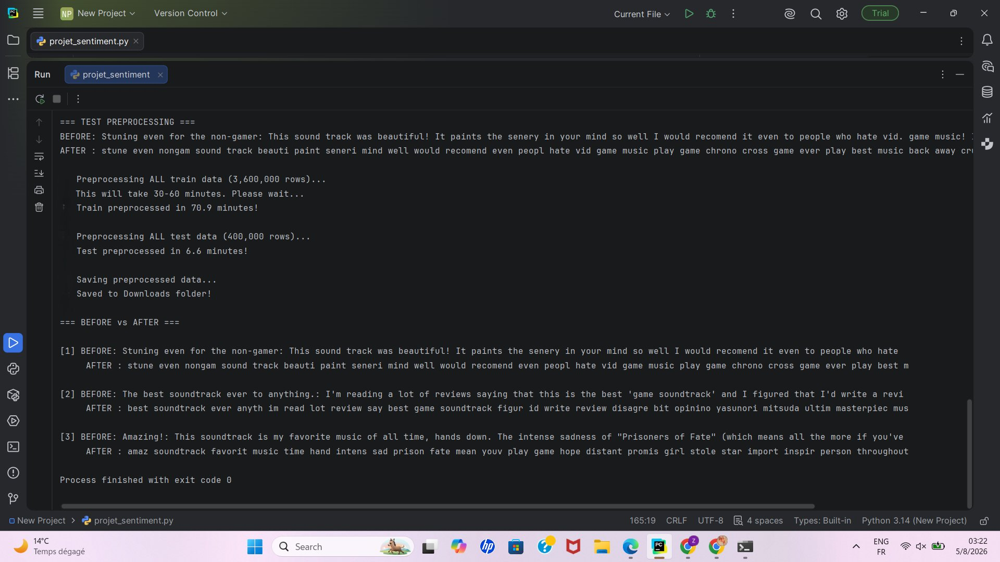 PC
NP New Project Version Control Current File Trial
projet_sentiment.py
Run projet_sentiment
=== TEST PREPROCESSING ===
BEFORE: Stuning even for the non-gamer: This sound track was beautiful! It paints the senery in your mind so well I would recomend it even to people who hate vid. game music!
AFTER : stune even nongam sound track beauti paint seneri mind well would recomend even peopl hate vid game music play game chrono cross game ever play best music back away cru
Preprocessing ALL train data (3,600,000 rows)...
This will take 30-60 minutes. Please wait...
Train preprocessed in 70.9 minutes!
Preprocessing ALL test data (400,000 rows)...
Test preprocessed in 6.6 minutes!
Saving preprocessed data...
Saved to Downloads folder!
=== BEFORE vs AFTER ===
[1] BEFORE: Stuning even for the non-gamer: This sound track was beautiful! It paints the senery in your mind so well I would recomend it even to people who hate
AFTER : stune even nongam sound track beauti paint seneri mind well would recomend even peopl hate vid game music play game chrono cross game ever play best m
[2] BEFORE: The best soundtrack ever to anything.: I'm reading a lot of reviews saying that this is the best 'game soundtrack' and I figured that I'd write a revi
AFTER : best soundtrack ever anyth im read lot review say best game soundtrack figur id write review disagre bit opinino yasunori mitsuda ultim masterpiec mus
[3] BEFORE: Amazing!: This soundtrack is my favorite music of all time, hands down. The intense sadness of "Prisoners of Fate" (which means all the more if you've
AFTER : amaz soundtrack favorit music time hand intens sad prison fate mean youv play game hope distant promis girl stole star import inspir person throughout
Process finished with exit code 0
New Project > projet_sentiment.py 165:19 CRLF UTF-8 4 spaces Types: Built-in Python 3.14 (New Project)
14°C
Temps dégagé
Search
hp
PC
Z
ENG
FR
03:22
5/8/2026